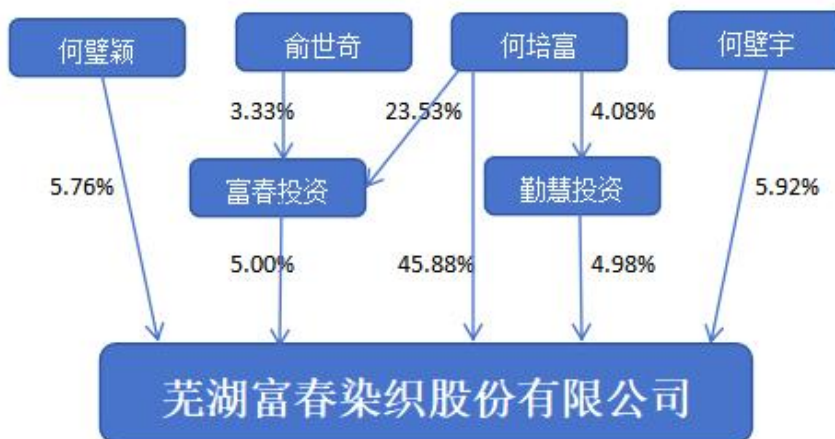 何璧颖
俞世奇
何培富
何壁宇
3.33%
23.53%
4.08%
5.76%
富春投资
勤慧投资
5.92%
5.00%
45.88%
4.98%
芜湖富春染织股份有限公司